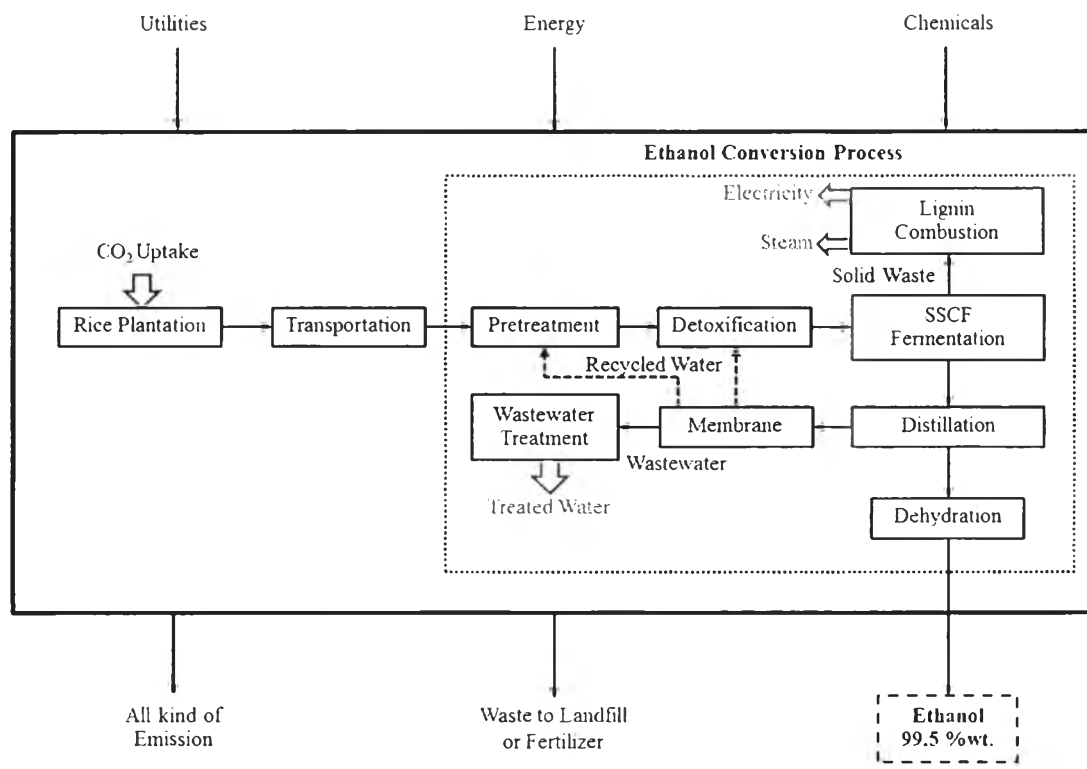 Utilities
Energy
Chemicals
Ethanol Conversion Process
Electricity
Lignin
Combustion
Steam
CO₂ Uptake
Solid Waste
Rice Plantation
Transportation
Pretreatment
Detoxification
SSCF
Fermentation
Recycled Water
Wastewater
Treatment
Membrane
Distillation
Wastewater
Treated Water
Dehydration
All kind of
Emission
Waste to Landfill
or Fertilizer
Ethanol
99.5 %wt.